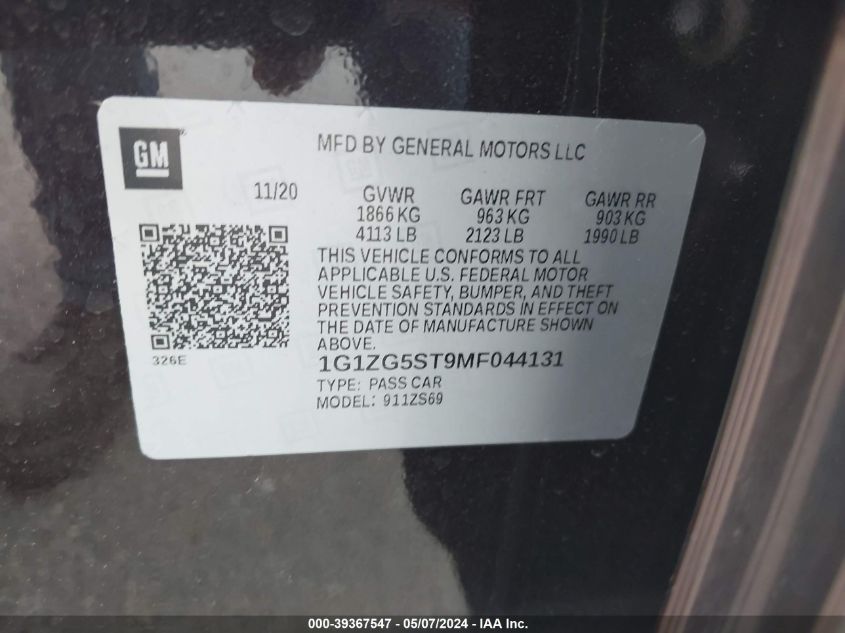 GM
MFD BY GENERAL MOTORS LLC
11/20
GVWR GAWR FRT GAWR RR
1866 KG 963 KG 903 KG
4113 LB 2123 LB 1990 LB
THIS VEHICLE CONFORMS TO ALL
APPLICABLE U.S. FEDERAL MOTOR
VEHICLE SAFETY, BUMPER, AND THEFT
PREVENTION STANDARDS IN EFFECT ON
THE DATE OF MANUFACTURE SHOWN
ABOVE.
326E
1G1ZG5ST9MF044131
TYPE: PASS CAR
MODEL: 911ZS69
000-39367547 - 05/07/2024 - IAA Inc.